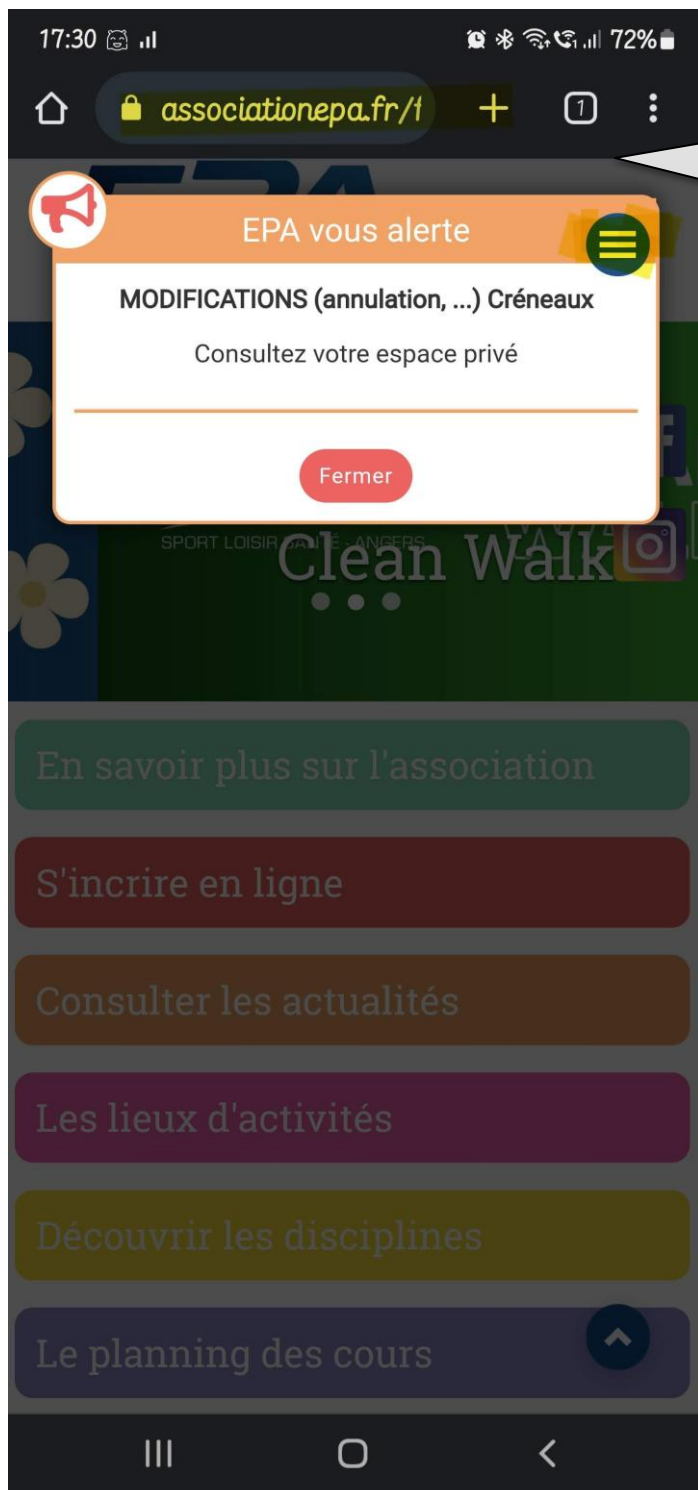 17:30 72%
associationepa.fr/f 1
EPA
EPA vous alerte
MODIFICATIONS (annulation, ...) Créneaux
Consultez votre espace privé
Fermer
SPORT LOISIR SANTÉ - ANGERS
Clean Walk
En savoir plus sur l'association
S'incrire en ligne
Consulter les actualités
Les lieux d'activités
Découvrir les disciplines
Le planning des cours